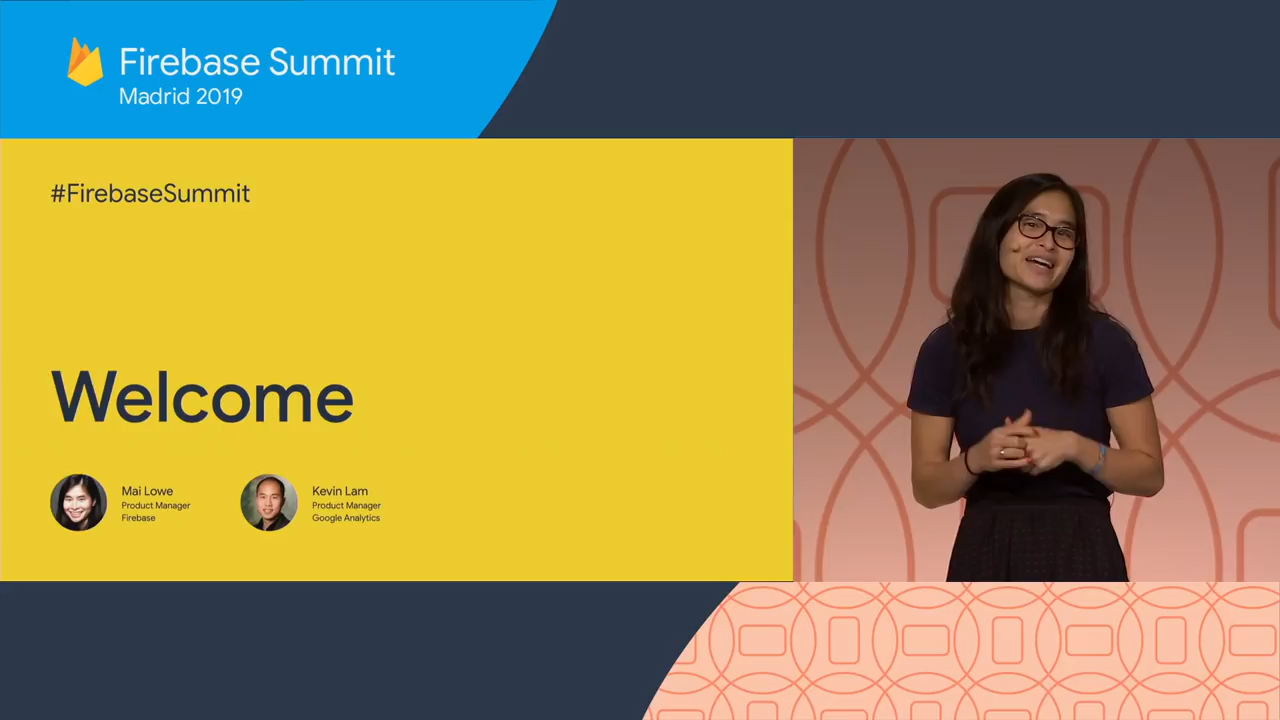 Firebase Summit
Madrid 2019
#FirebaseSummit
Welcome
Mai Lowe
Product Manager
Firebase
Kevin Lam
Product Manager
Google Analytics